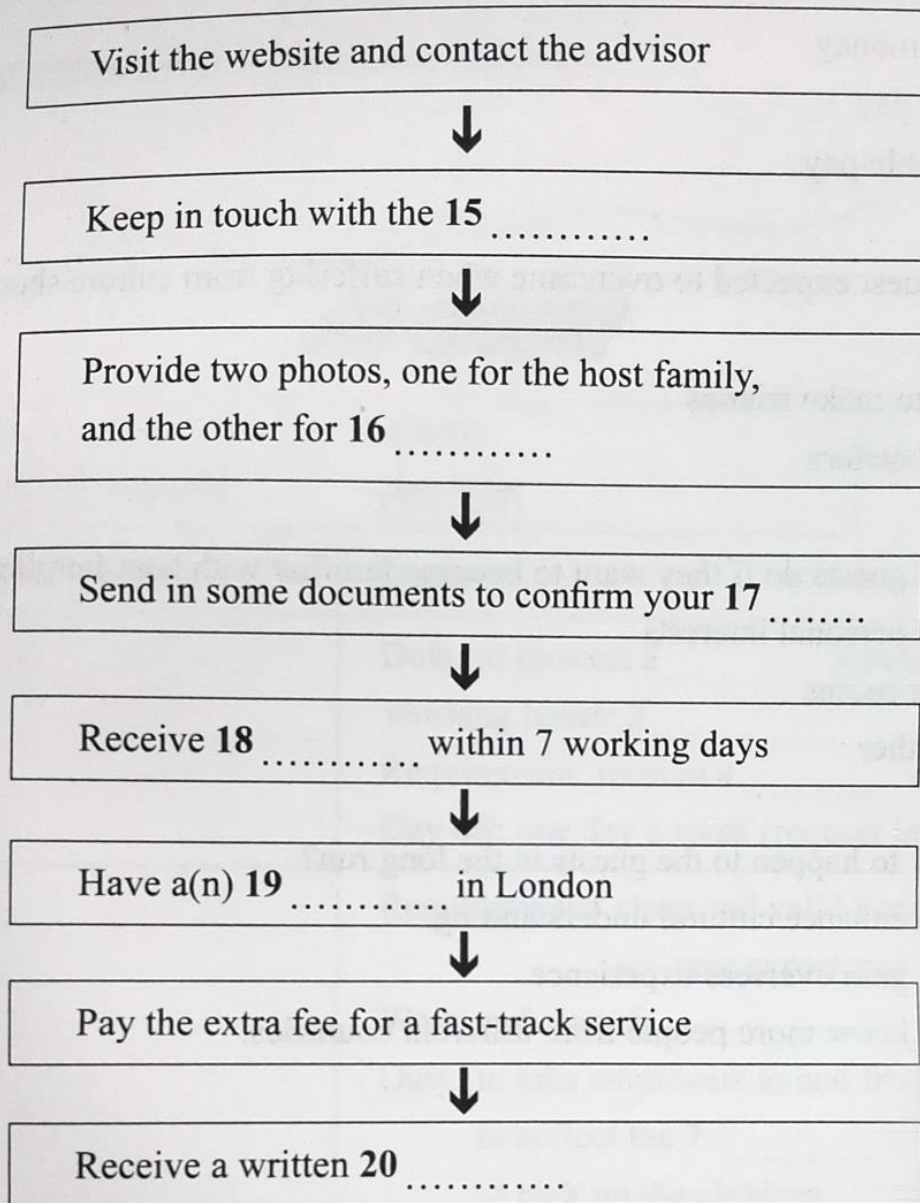 Visit the website and contact the advisor
↓
Keep in touch with the 15 ............
↓
Provide two photos, one for the host family,
and the other for 16 ............
↓
Send in some documents to confirm your 17 ........
↓
Receive 18 ............ within 7 working days
↓
Have a(n) 19 ............ in London
↓
Pay the extra fee for a fast-track service
↓
Receive a written 20 ............